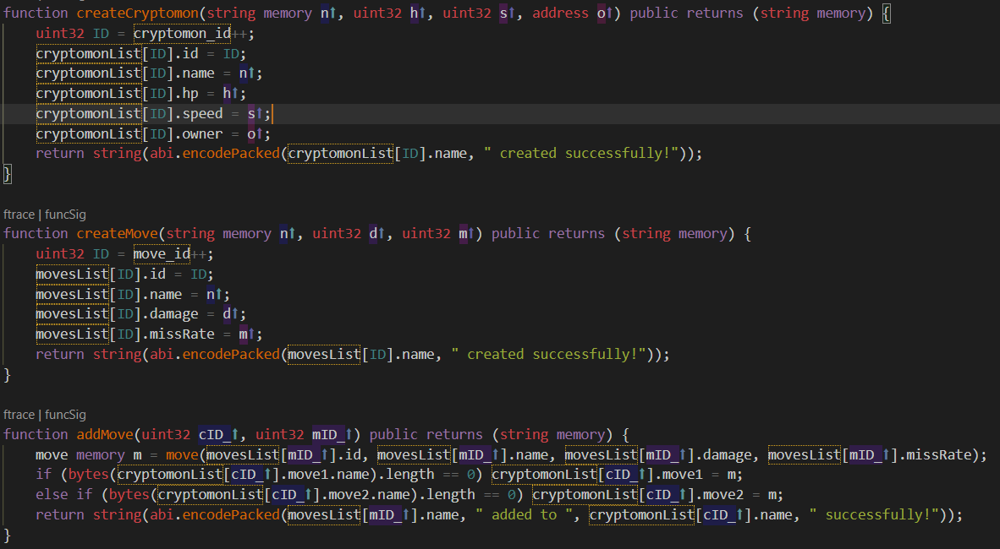 function createCryptomon(string memory n⬆, uint32 h⬆, uint32 s⬆, address o⬆) public returns (string memory) {
    uint32 ID = cryptomon_id++;
    cryptomonList[ID].id = ID;
    cryptomonList[ID].name = n⬆;
    cryptomonList[ID].hp = h⬆;
    cryptomonList[ID].speed = s⬆;
    cryptomonList[ID].owner = o⬆;
    return string(abi.encodePacked(cryptomonList[ID].name, " created successfully!"));
}
ftrace | funcSig
function createMove(string memory n⬆, uint32 d⬆, uint32 m⬆) public returns (string memory) {
    uint32 ID = move_id++;
    movesList[ID].id = ID;
    movesList[ID].name = n⬆;
    movesList[ID].damage = d⬆;
    movesList[ID].missRate = m⬆;
    return string(abi.encodePacked(movesList[ID].name, " created successfully!"));
}
ftrace | funcSig
function addMove(uint32 cID_⬆, uint32 mID_⬆) public returns (string memory) {
    move memory m = move(movesList[mID_⬆].id, movesList[mID_⬆].name, movesList[mID_⬆].damage, movesList[mID_⬆].missRate);
    if (bytes(cryptomonList[cID_⬆].move1.name).length == 0) cryptomonList[cID_⬆].move1 = m;
    else if (bytes(cryptomonList[cID_⬆].move2.name).length == 0) cryptomonList[cID_⬆].move2 = m;
    return string(abi.encodePacked(movesList[mID_⬆].name, " added to ", cryptomonList[cID_⬆].name, " successfully!"));
}